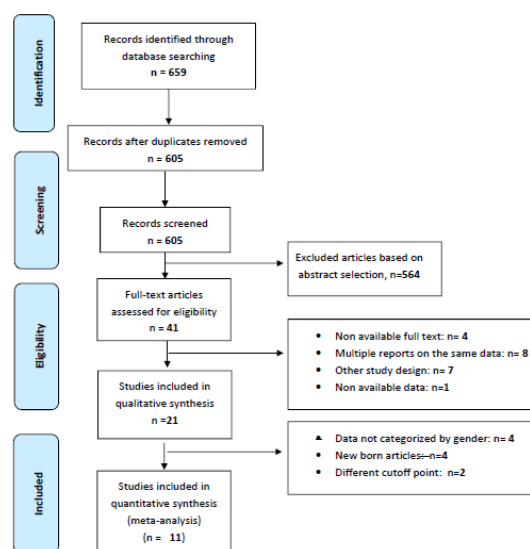 Identification
Records identified through
database searching
n = 659
Records after duplicates removed
n = 605
Screening
Records screened
n = 605
Excluded articles based on
abstract selection, n=564
Eligibility
Full-text articles
assessed for eligibility
n = 41
• Non available full text: n= 4
• Multiple reports on the same data: n= 8
• Other study design: n= 7
• Non available data: n=1
Studies included in
qualitative synthesis
n =21
Included
▲ Data not categorized by gender: n= 4
• New born articles: n=4
• Different cutoff point: n=2
Studies included in
quantitative synthesis
(meta-analysis)
(n = 11)